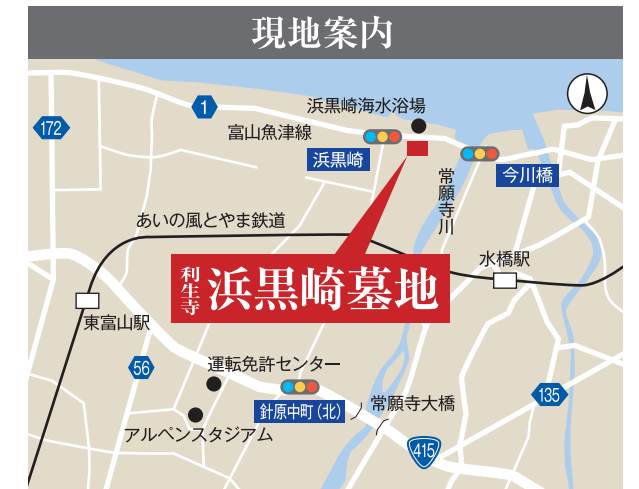 現地案内
1
172
浜黒崎海水浴場
富山魚津線
浜黒崎
今川橋
常願寺川
あいの風とやま鉄道
水橋駅
利生寺
浜黒崎墓地
東富山駅
56
運転免許センター
135
針原中町(北)
常願寺大橋
アルペンスタジアム
415